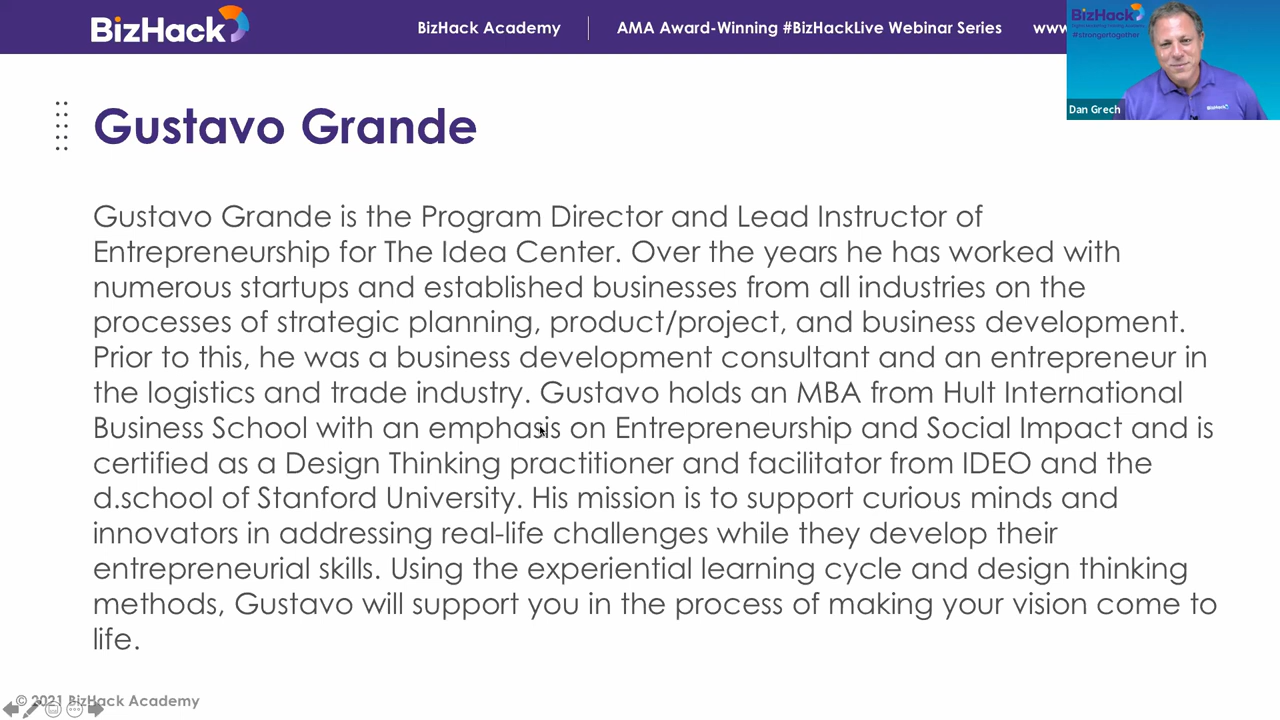 BizHack
BizHack Academy
AMA Award-Winning #BizHackLive Webinar Series
www
BizHack
#strongertogether
BizHack
Dan Grech
Gustavo Grande
Gustavo Grande is the Program Director and Lead Instructor of
Entrepreneurship for The Idea Center. Over the years he has worked with
numerous startups and established businesses from all industries on the
processes of strategic planning, product/project, and business development.
Prior to this, he was a business development consultant and an entrepreneur in
the logistics and trade industry. Gustavo holds an MBA from Hult International
Business School with an emphasis on Entrepreneurship and Social Impact and is
certified as a Design Thinking practitioner and facilitator from IDEO and the
d.school of Stanford University. His mission is to support curious minds and
innovators in addressing real-life challenges while they develop their
entrepreneurial skills. Using the experiential learning cycle and design thinking
methods, Gustavo will support you in the process of making your vision come to
life.
© 2021 BizHack Academy